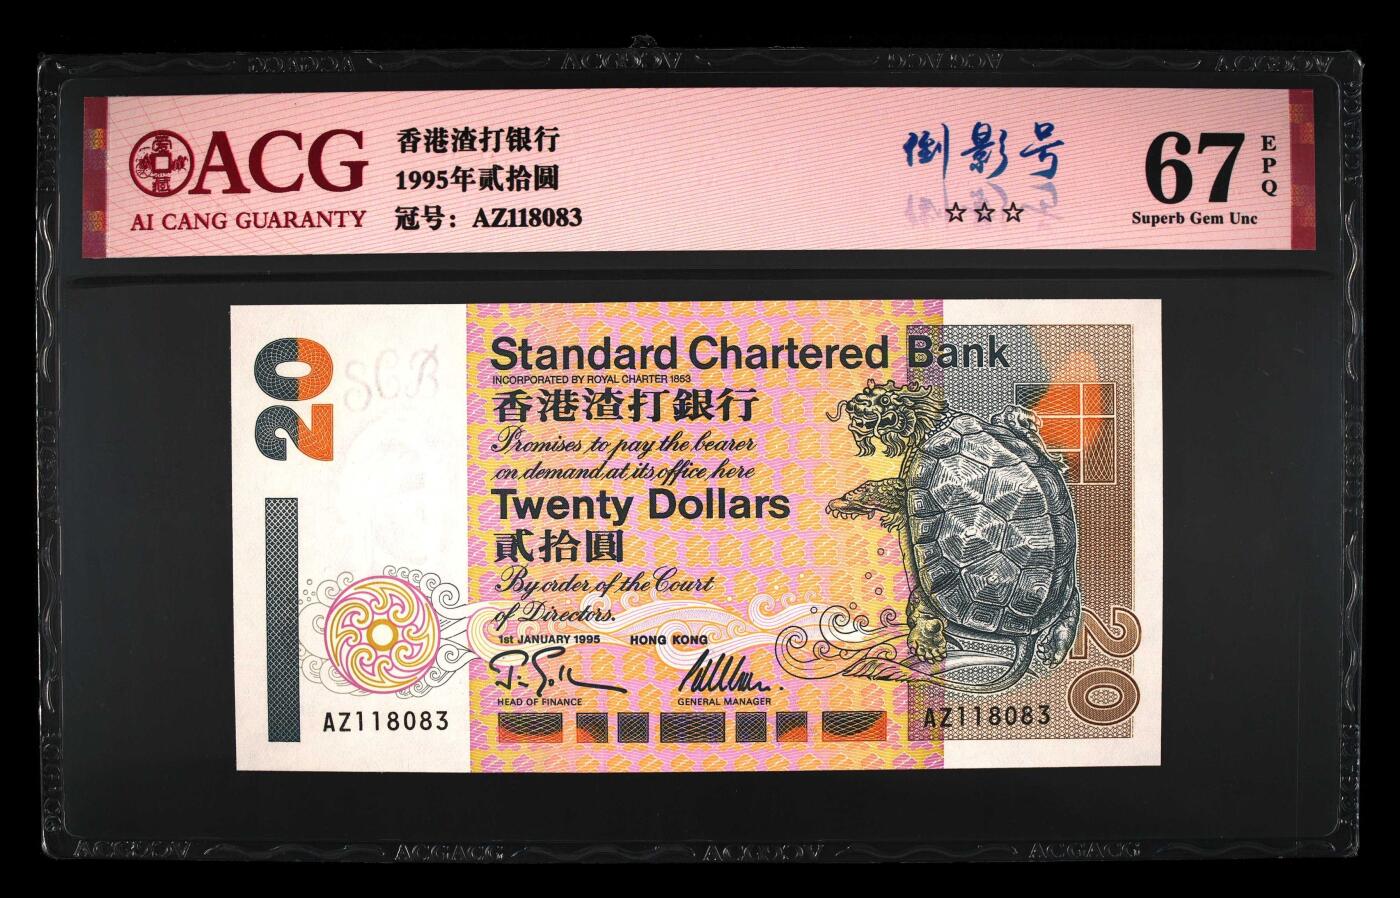 ACG
AI CANG GUARANTY
香港渣打银行
1995年贰拾圆
冠号：AZ118083
倒影号
☆☆☆
67
EPQ
Superb Gem Unc
20
SCB
Standard Chartered Bank
INCORPORATED BY ROYAL CHARTER 1853
香港渣打銀行
Promises to pay the bearer
on demand at its office here
Twenty Dollars
貳拾圓
By order of the Court
of Directors.
1st JANUARY 1995 HONG KONG
HEAD OF FINANCE
GENERAL MANAGER
AZ118083
AZ118083
20